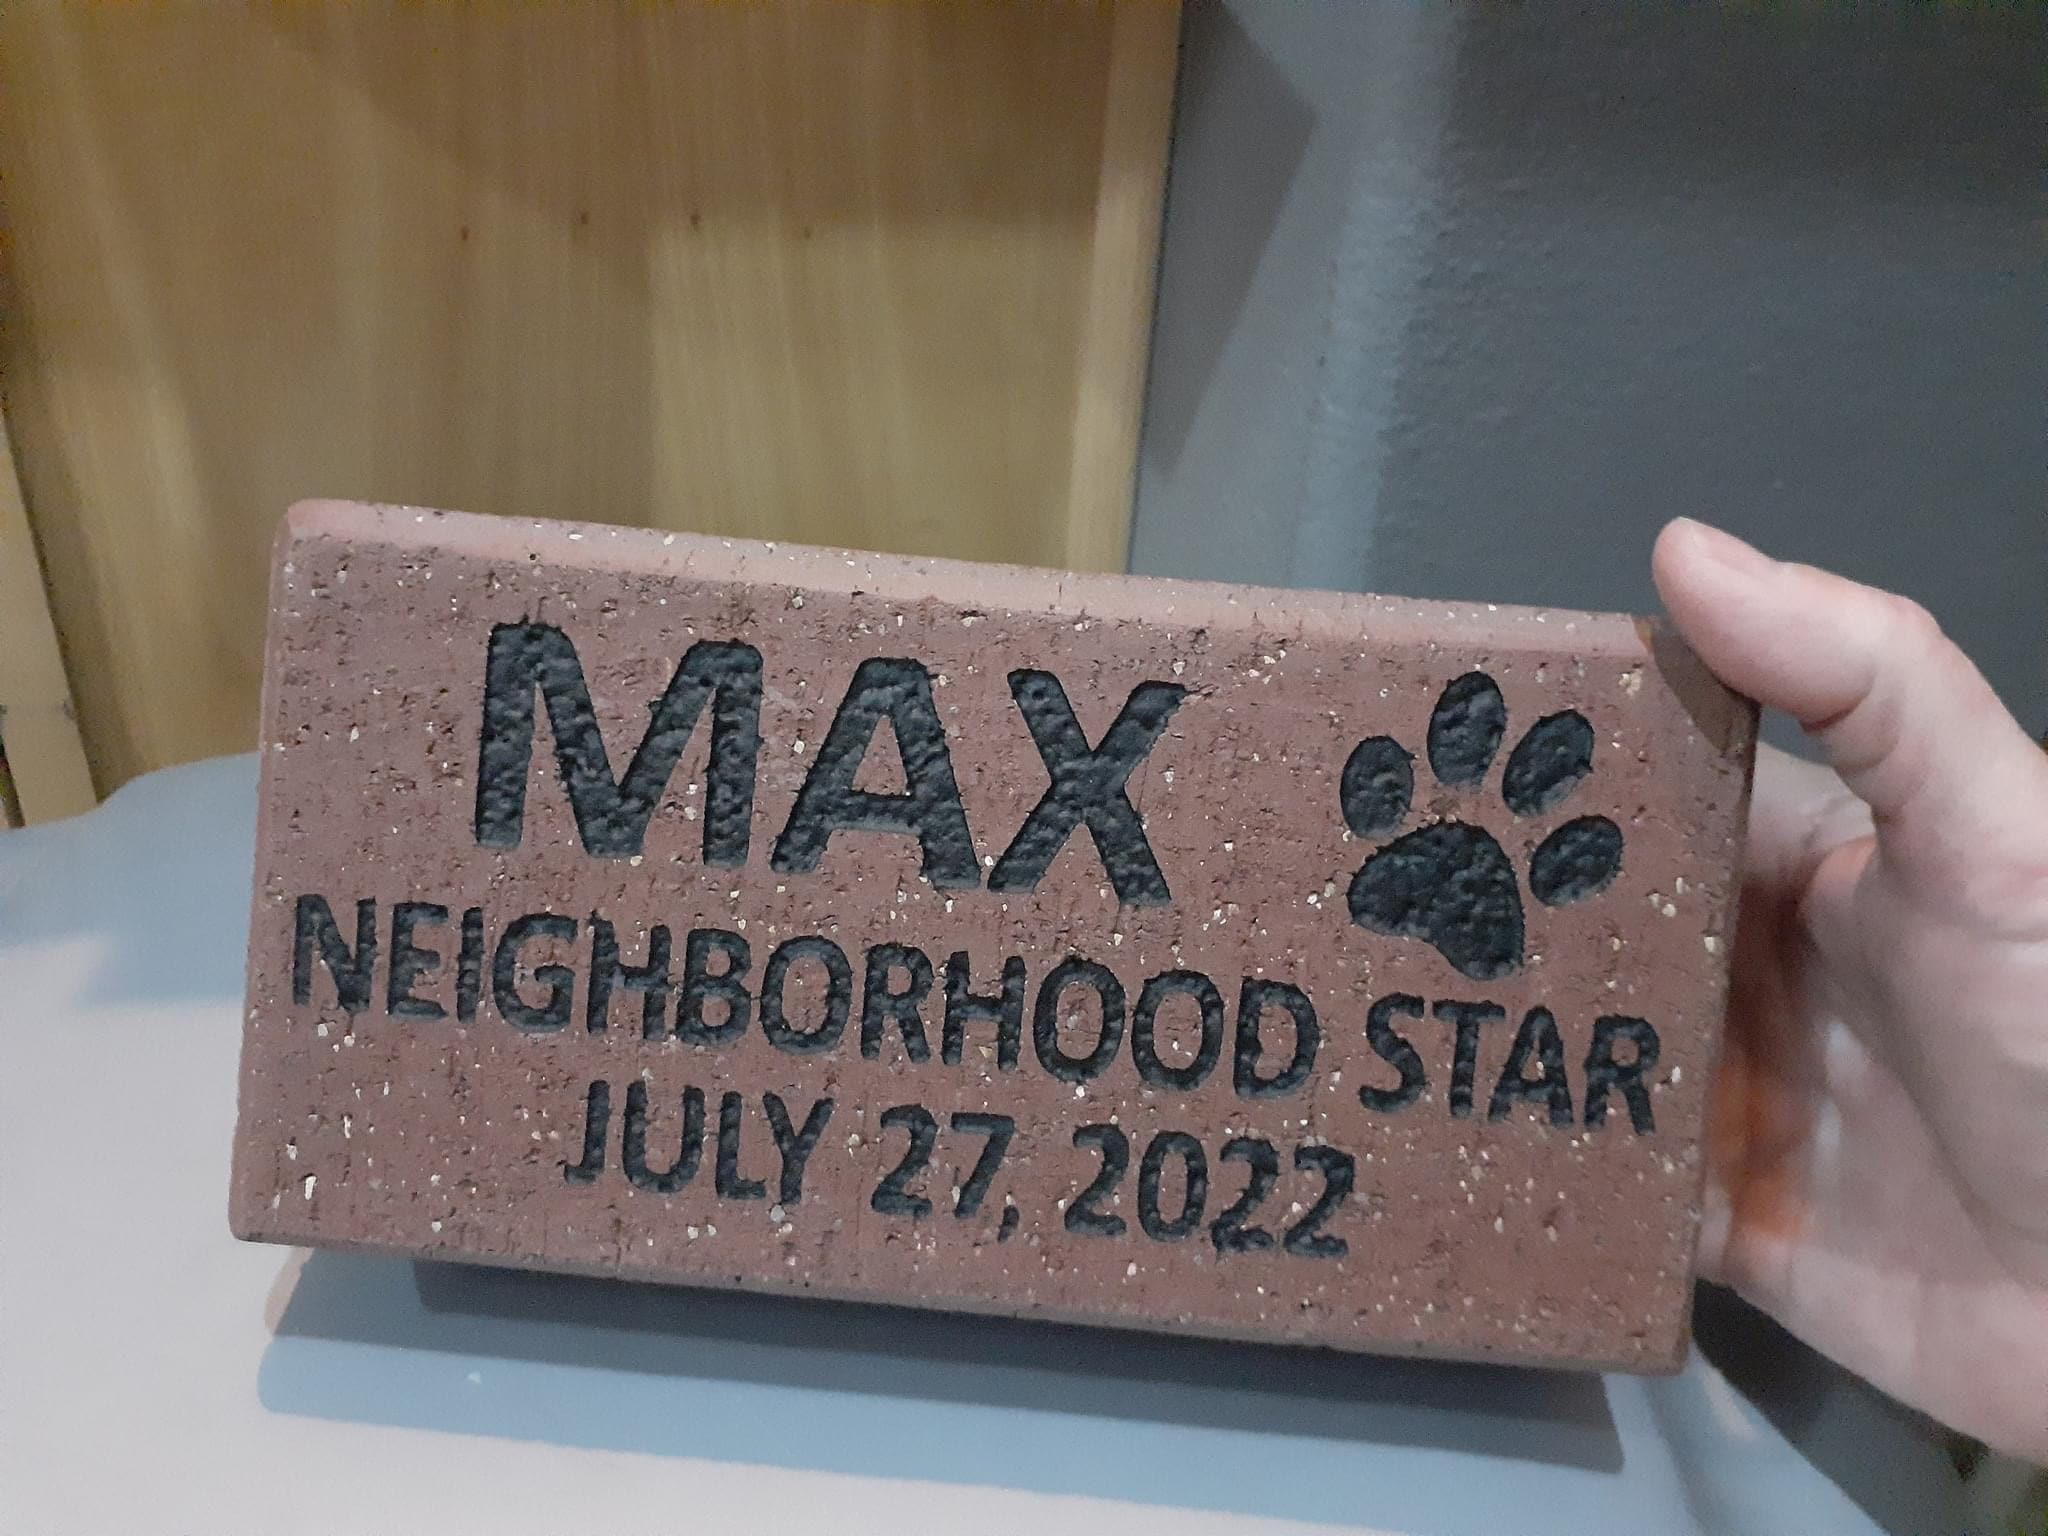 MAX
NEIGHBORHOOD STAR
JULY 27, 2022